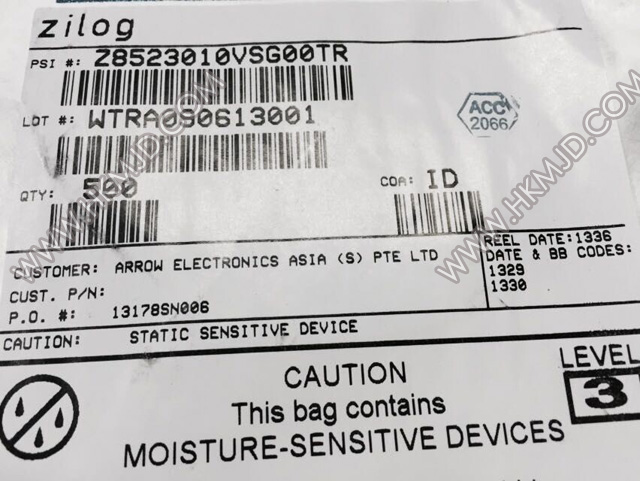 zilog
PSI #: Z8523010VSG00TR
LOT #: WTRA0S0613001
ACC
2066
QTY: 500
COA: ID
CUSTOMER: ARROW ELECTRONICS ASIA (S) PTE LTD
CUST. P/N:
P.O. #: 13178SN006
REEL DATE:1336
DATE & BB CODES:
1329
1330
CAUTION: STATIC SENSITIVE DEVICE
CAUTION
This bag contains
MOISTURE-SENSITIVE DEVICES
LEVEL
3
WWW.HKMJD.COM
WWW.HKMJD.COM